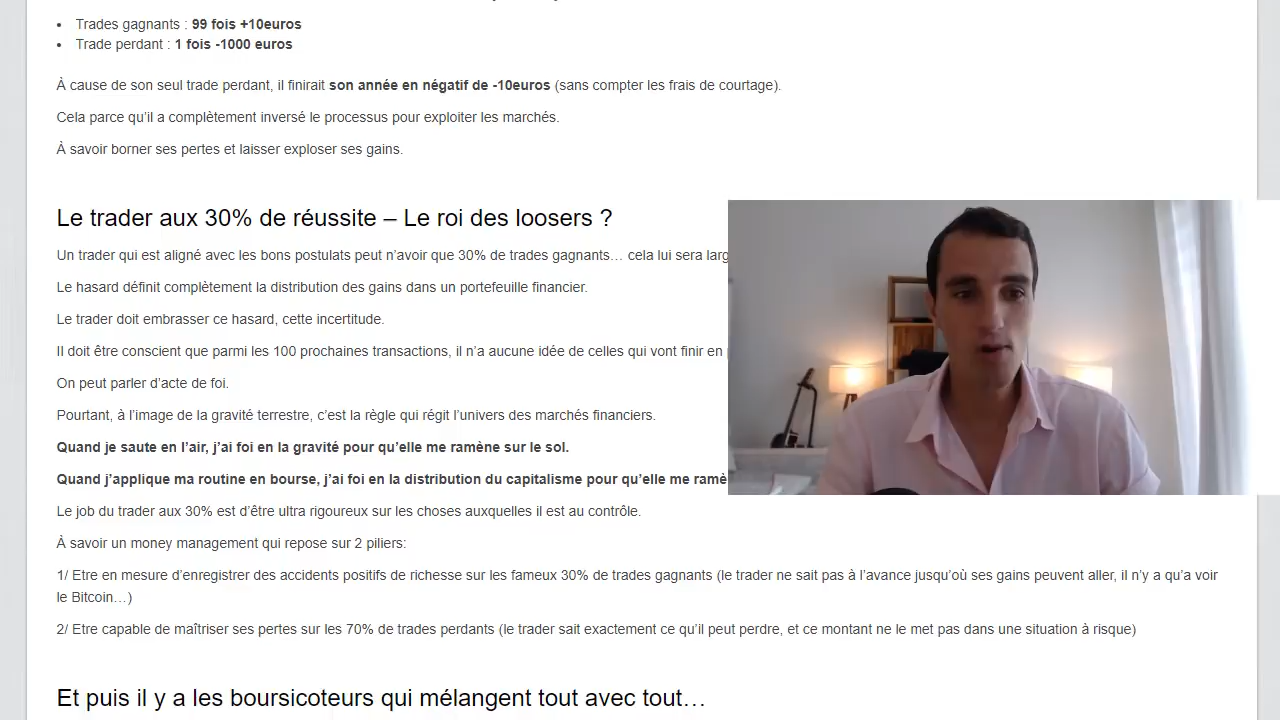 Trades gagnants : 99 fois +10euros
Trade perdant : 1 fois -1000 euros
À cause de son seul trade perdant, il finirait son année en négatif de -10euros (sans compter les frais de courtage).
Cela parce qu’il a complètement inversé le processus pour exploiter les marchés.
À savoir borner ses pertes et laisser exploser ses gains.
Le trader aux 30% de réussite – Le roi des loosers ?
Un trader qui est aligné avec les bons postulats peut n’avoir que 30% de trades gagnants… cela lui sera
Le hasard définit complètement la distribution des gains dans un portefeuille financier.
Le trader doit embrasser ce hasard, cette incertitude.
Il doit être conscient que parmi les 100 prochaines transactions, il n’a aucune idée de celles qui vont finir en
On peut parler d’acte de foi.
Pourtant, à l’image de la gravité terrestre, c’est la règle qui régit l’univers des marchés financiers.
Quand je saute en l’air, j’ai foi en la gravité pour qu’elle me ramène sur le sol.
Quand j’applique ma routine en bourse, j’ai foi en la distribution du capitalisme pour qu’elle me
Le job du trader aux 30% est d’être ultra rigoureux sur les choses auxquelles il est au contrôle.
À savoir un money management qui repose sur 2 piliers:
1/ Etre en mesure d’enregistrer des accidents positifs de richesse sur les fameux 30% de trades gagnants (le trader ne sait pas à l’avance jusqu’où ses gains peuvent aller, il n’y a qu’a voir
le Bitcoin…)
2/ Etre capable de maîtriser ses pertes sur les 70% de trades perdants (le trader sait exactement ce qu’il peut perdre, et ce montant ne le met pas dans une situation à risque)
Et puis il y a les boursicoteurs qui mélangent tout avec tout…